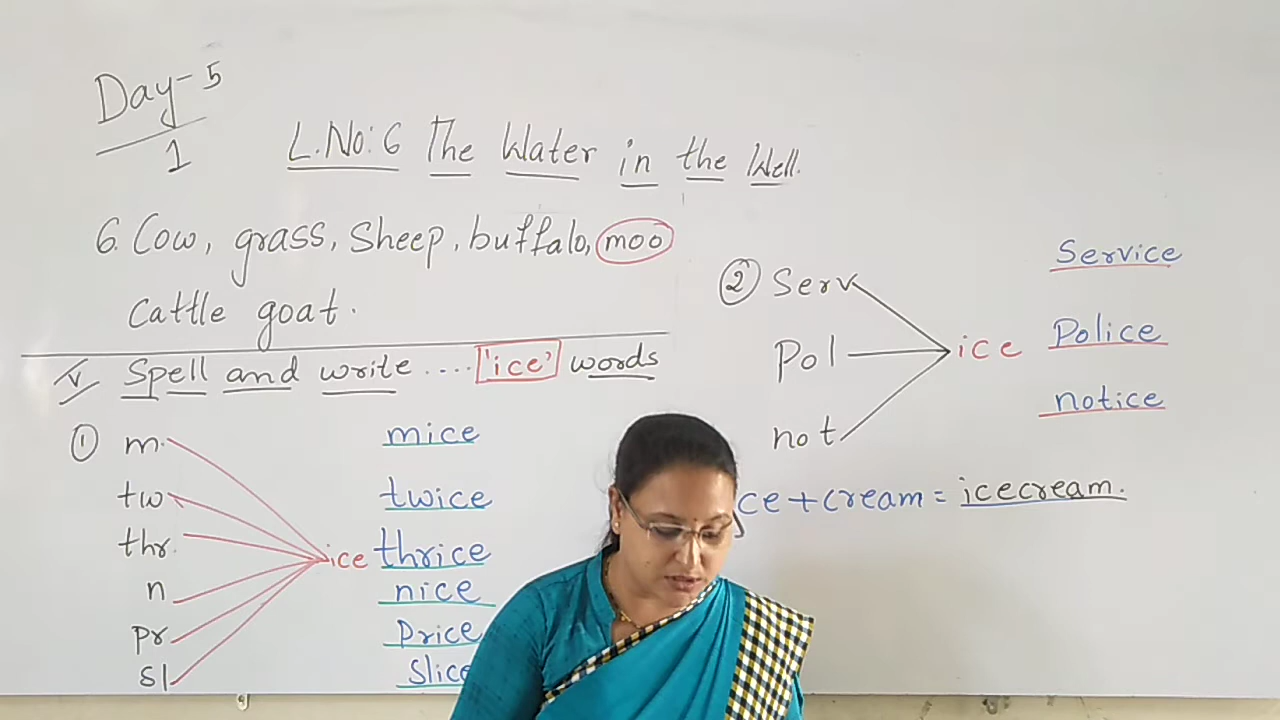 Day-5
1
L.No: 6 The Water in the Well.
6. Cow, grass, Sheep, buffalo, moo
Cattle goat.
V Spell and write .... 'ice' words
① m.
tw
thr.
n
pr
sl
ice
mice
twice
thrice
nice
price
Slice
② Serv
Pol
not
ice
Service
Police
notice
ce + cream = icecream.